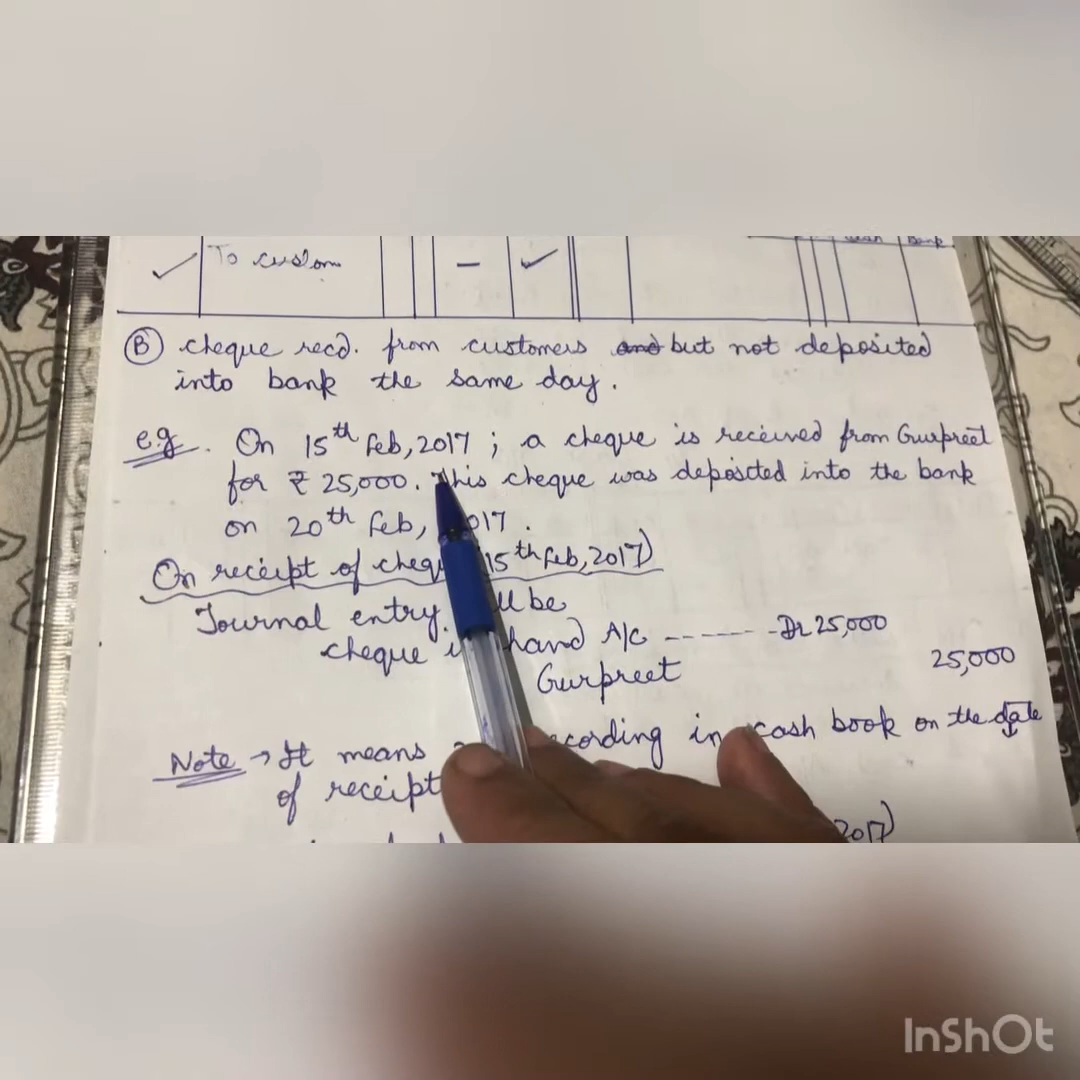 To custom
Bank
(B) cheque recd. from customers and but not deposited
into bank the same day.
e.g. On 15th Feb, 2017 ; a cheque is received from Gurpreet
for ₹ 25,000. This cheque was deposited into the bank
on 20th Feb, 2017.
On receipt of (15th Feb, 2017)
Journal entry be
cheque hand A/c ------- Dr 25,000
Gurpreet 25,000
Note → It means in cash book on the date
of receipt
2017)
InShOt